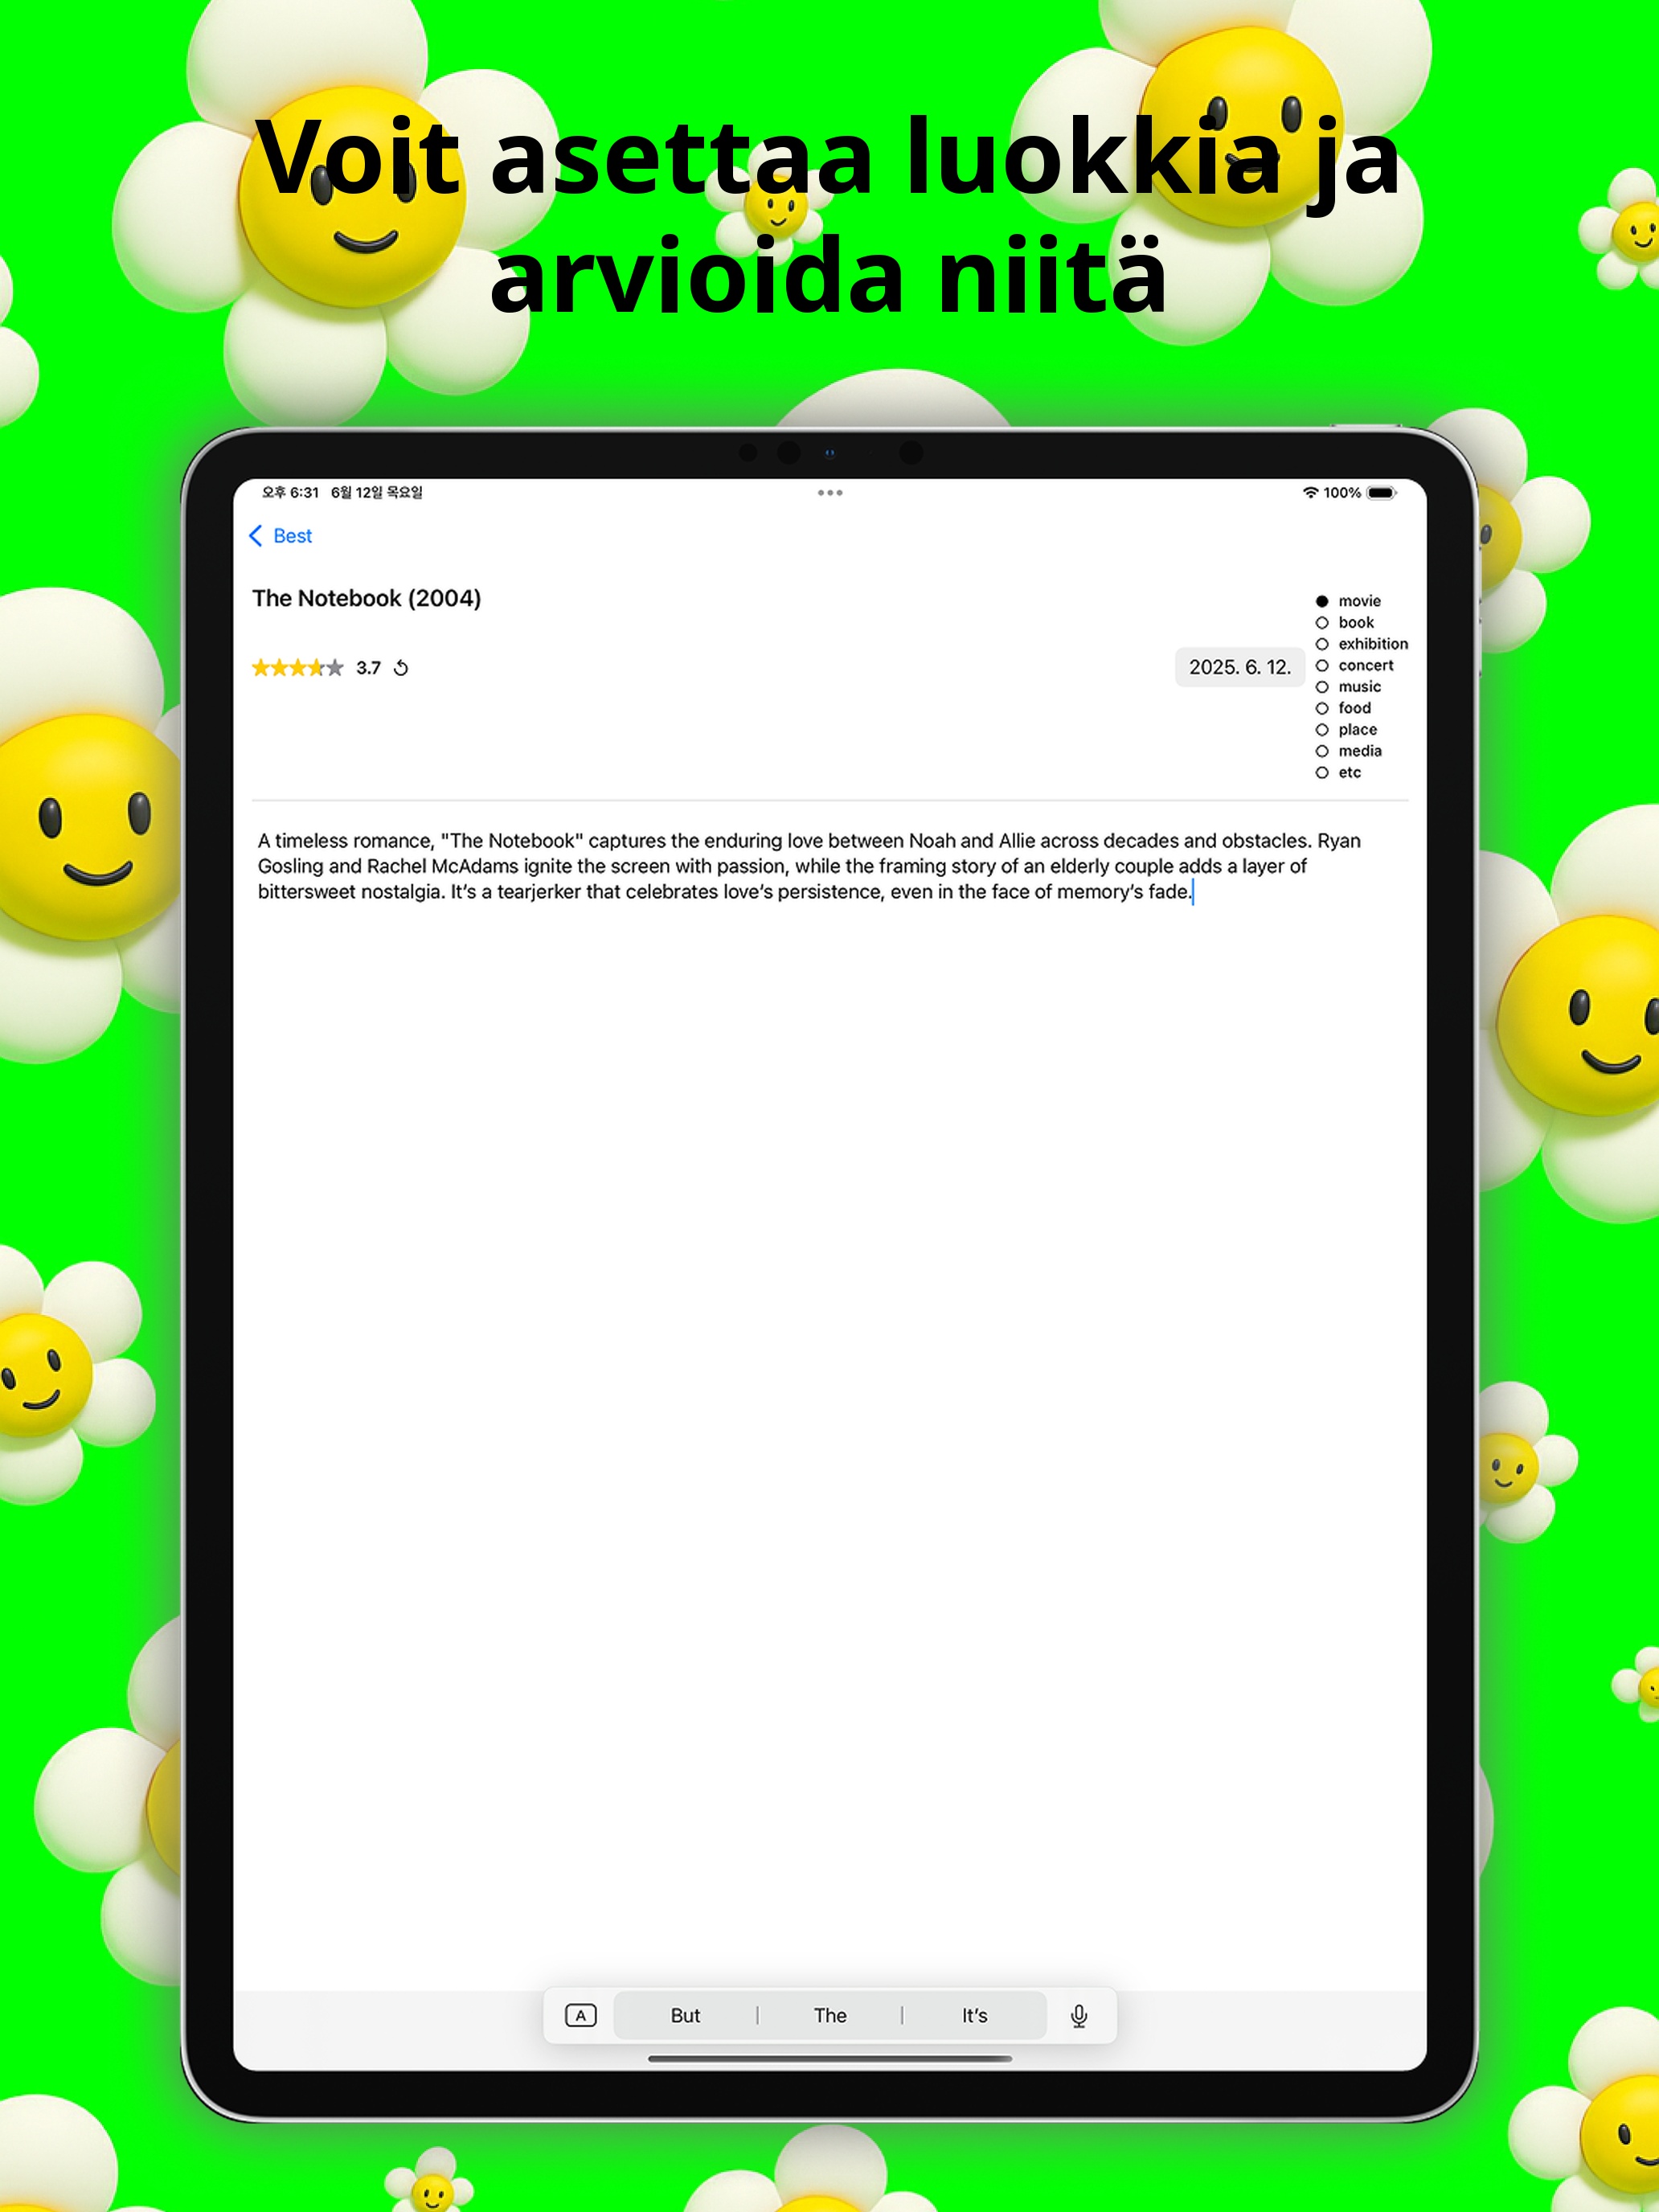 Voit asettaa luokkia ja
arvioida niitä
오후 6:31 6월 12일 목요일
100%
Best
The Notebook (2004)
3.7
2025. 6. 12.
movie
book
exhibition
concert
music
food
place
media
etc
A timeless romance, "The Notebook" captures the enduring love between Noah and Allie across decades and obstacles. Ryan
Gosling and Rachel McAdams ignite the screen with passion, while the framing story of an elderly couple adds a layer of
bittersweet nostalgia. It’s a tearjerker that celebrates love’s persistence, even in the face of memory’s fade.
A
But The It’s